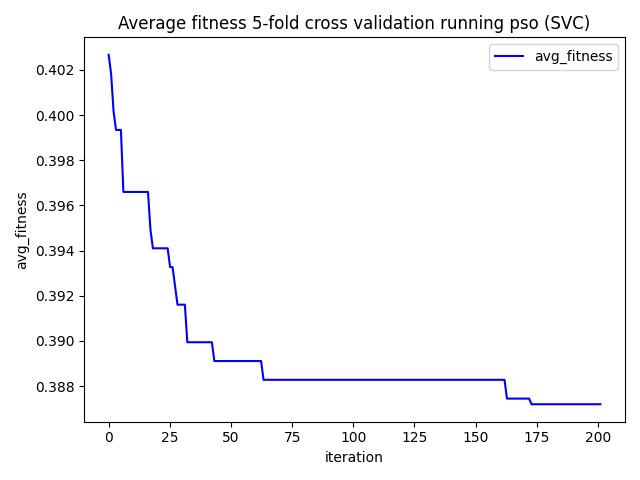 Average fitness 5-fold cross validation running pso (SVC)
avg_fitness
0.402
0.400
0.398
0.396
0.394
0.392
0.390
0.388
avg_fitness
0 25 50 75 100 125 150 175 200
iteration